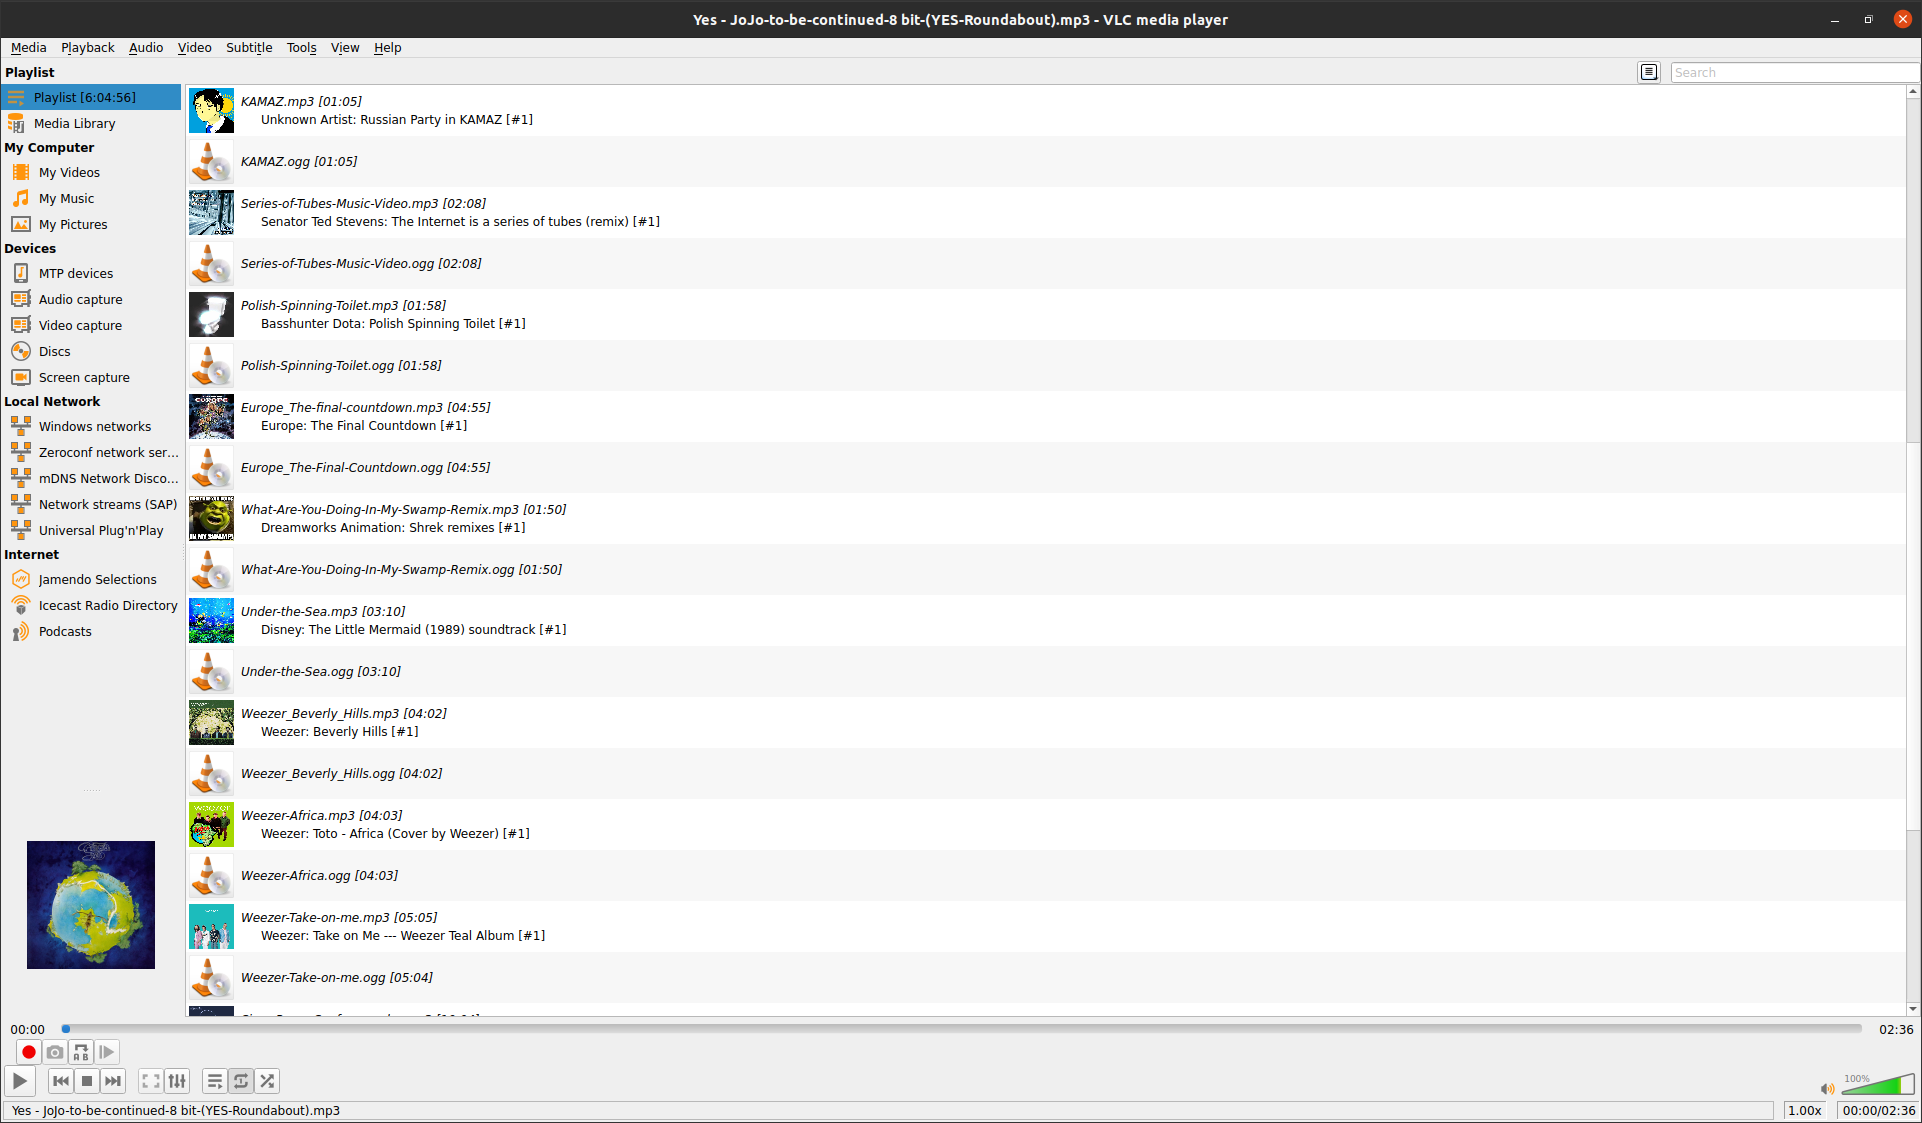 Yes - JoJo-to-be-continued-8 bit-(YES-Roundabout).mp3 - VLC media player
Media Playback Audio Video Subtitle Tools View Help
Playlist
Search
Playlist [6:04:56]
Media Library
My Computer
My Videos
My Music
My Pictures
Devices
MTP devices
Audio capture
Video capture
Discs
Screen capture
Local Network
Windows networks
Zeroconf network ser...
mDNS Network Disco...
Network streams (SAP)
Universal Plug'n'Play
Internet
Jamendo Selections
Icecast Radio Directory
Podcasts
KAMAZ.mp3 [01:05]
Unknown Artist: Russian Party in KAMAZ [#1]
KAMAZ.ogg [01:05]
Series-of-Tubes-Music-Video.mp3 [02:08]
Senator Ted Stevens: The Internet is a series of tubes (remix) [#1]
Series-of-Tubes-Music-Video.ogg [02:08]
Polish-Spinning-Toilet.mp3 [01:58]
Basshunter Dota: Polish Spinning Toilet [#1]
Polish-Spinning-Toilet.ogg [01:58]
Europe_The-final-countdown.mp3 [04:55]
Europe: The Final Countdown [#1]
Europe_The-Final-Countdown.ogg [04:55]
What-Are-You-Doing-In-My-Swamp-Remix.mp3 [01:50]
Dreamworks Animation: Shrek remixes [#1]
What-Are-You-Doing-In-My-Swamp-Remix.ogg [01:50]
Under-the-Sea.mp3 [03:10]
Disney: The Little Mermaid (1989) soundtrack [#1]
Under-the-Sea.ogg [03:10]
Weezer_Beverly_Hills.mp3 [04:02]
Weezer: Beverly Hills [#1]
Weezer_Beverly_Hills.ogg [04:02]
Weezer-Africa.mp3 [04:03]
Weezer: Toto - Africa (Cover by Weezer) [#1]
Weezer-Africa.ogg [04:03]
Weezer-Take-on-me.mp3 [05:05]
Weezer: Take on Me --- Weezer Teal Album [#1]
Weezer-Take-on-me.ogg [05:04]
00:00
02:36
A B
100%
Yes - JoJo-to-be-continued-8 bit-(YES-Roundabout).mp3
1.00x
00:00/02:36